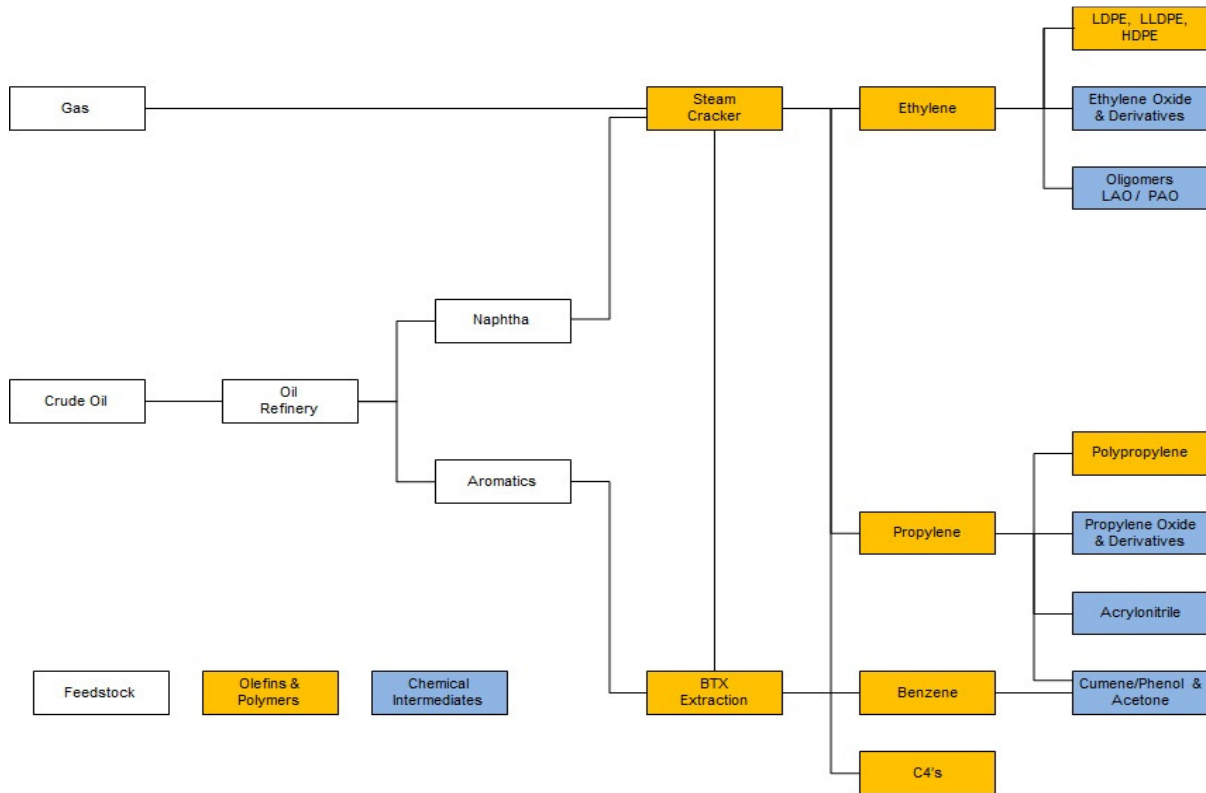 LDPE, LLDPE,
HDPE
Gas
Steam
Cracker
Ethylene
Ethylene Oxide
& Derivatives
Oligomers
LAO / PAO
Naphtha
Crude Oil
Oil
Refinery
Aromatics
Polypropylene
Propylene
Propylene Oxide
& Derivatives
Acrylonitrile
Feedstock
Olefins &
Polymers
Chemical
Intermediates
BTX
Extraction
Benzene
Cumene/Phenol &
Acetone
C4's